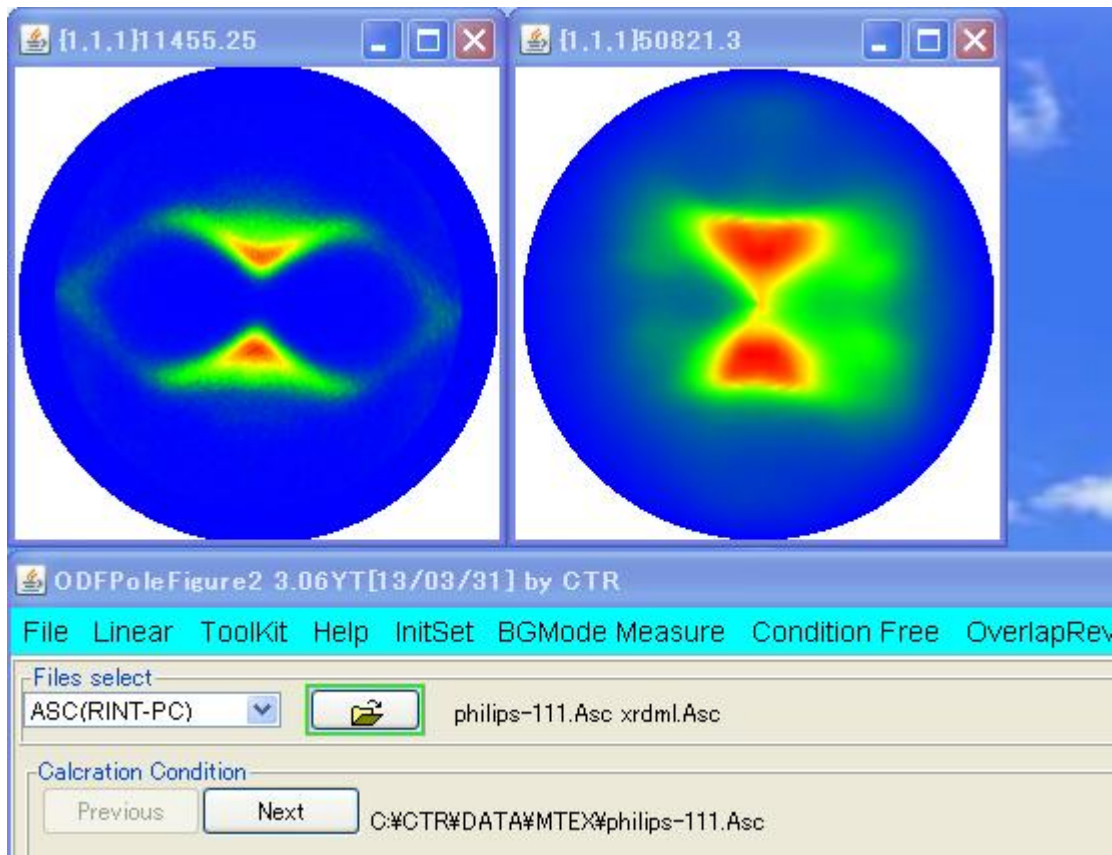 {1,1,1}11455.25
{1,1,1}50821.3
ODFPoleFigure2 3.06YT[13/03/31] by CTR
File Linear ToolKit Help InitSet BGMode Measure Condition Free OverlapRev
Files select
ASC(RINT-PC) philips-111.Asc xrdml.Asc
Calcration Condition
Previous Next C:¥CTR¥DATA¥MTEX¥philips-111.Asc